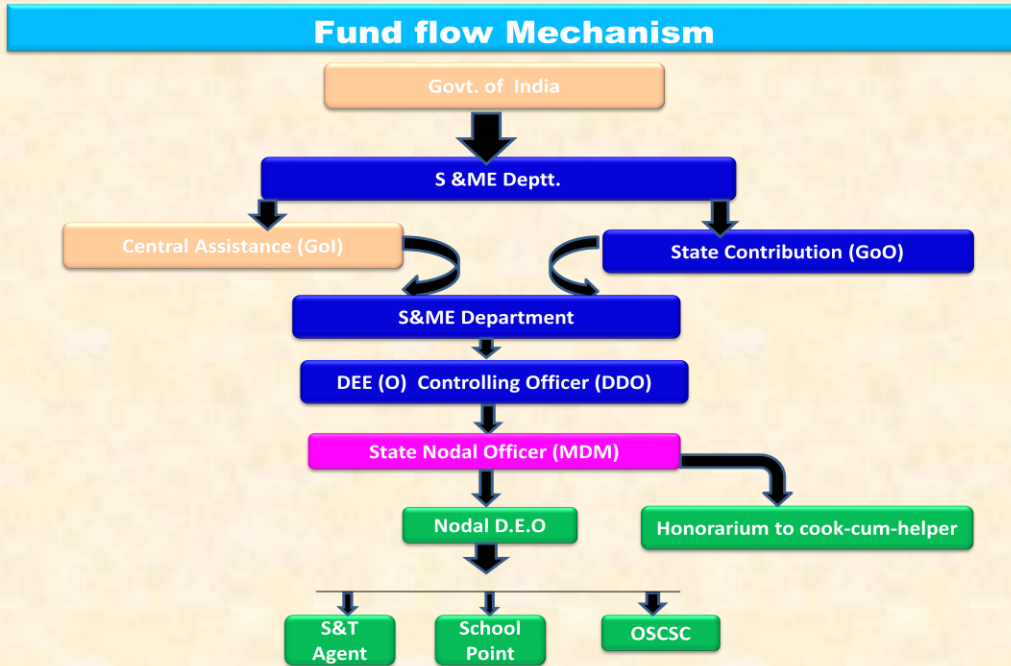 Fund flow Mechanism
Govt. of India
S &ME Deptt.
Central Assistance (GoI)
State Contribution (GoO)
S&ME Department
DEE (O) Controlling Officer (DDO)
State Nodal Officer (MDM)
Nodal D.E.O
Honorarium to cook-cum-helper
S&T
Agent
School
Point
OSCSC